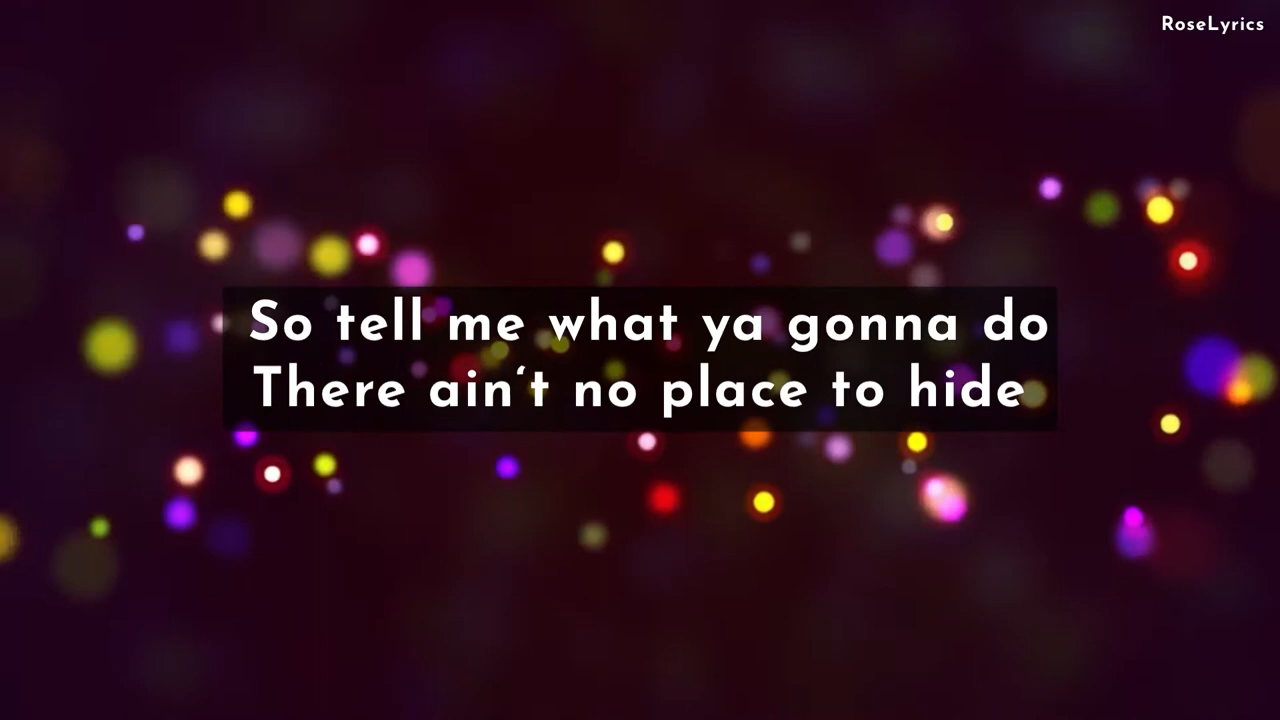 RoseLyrics
So tell me what ya gonna do
There ain‘t no place to hide